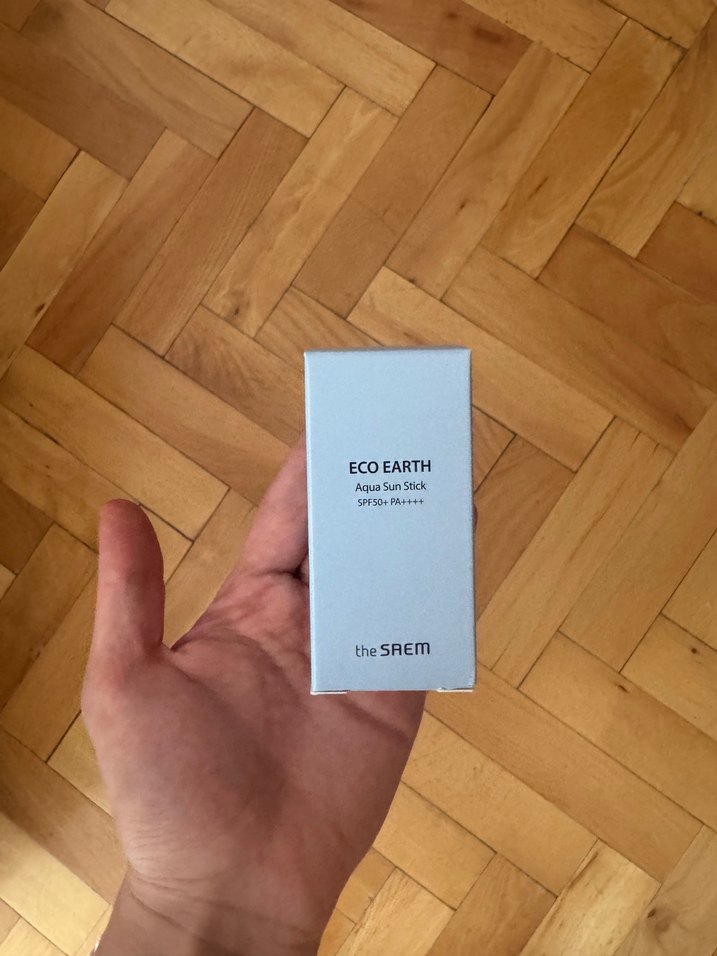 ECO EARTH
Aqua Sun Stick
SPF50+ PA++++
the SAEM